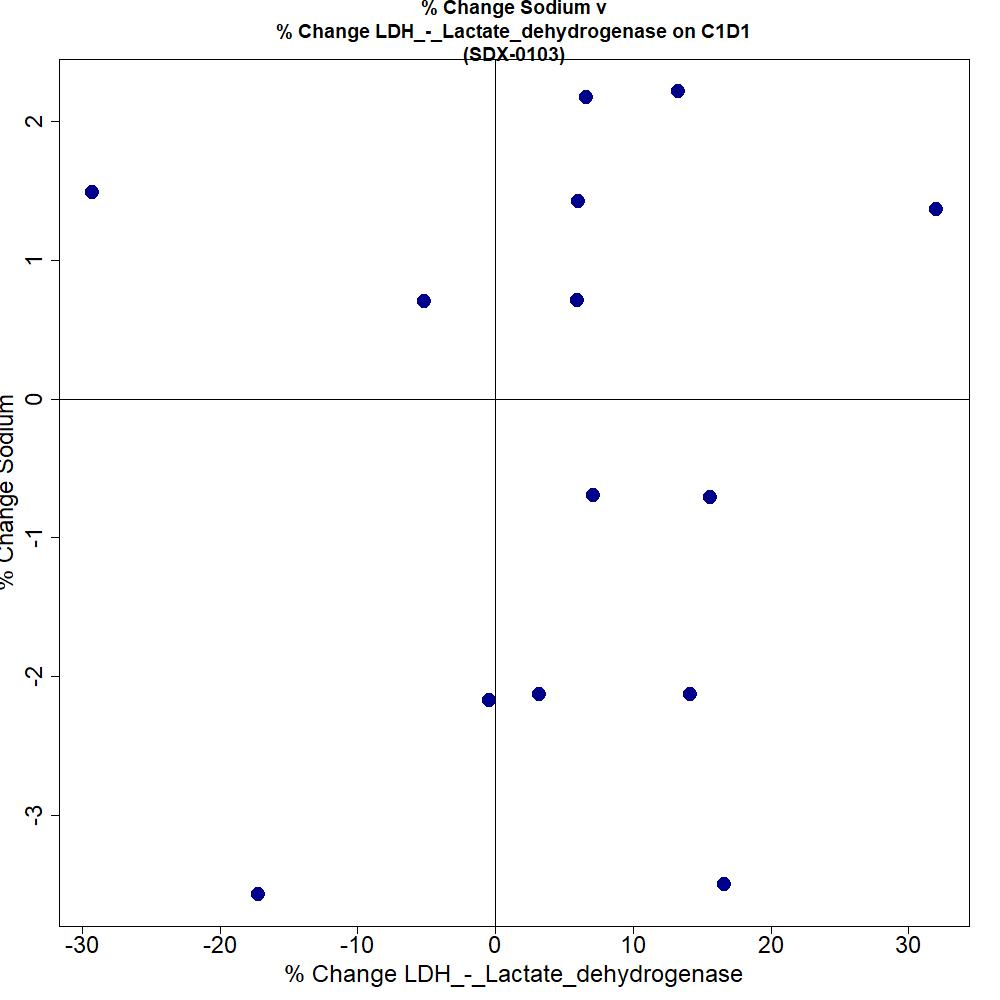 % Change Sodium v
% Change LDH_-_Lactate_dehydrogenase on C1D1
(SDX-0103)
2
1
0
-1
-2
-3
% Change Sodium
-30 -20 -10 0 10 20 30
% Change LDH_-_Lactate_dehydrogenase